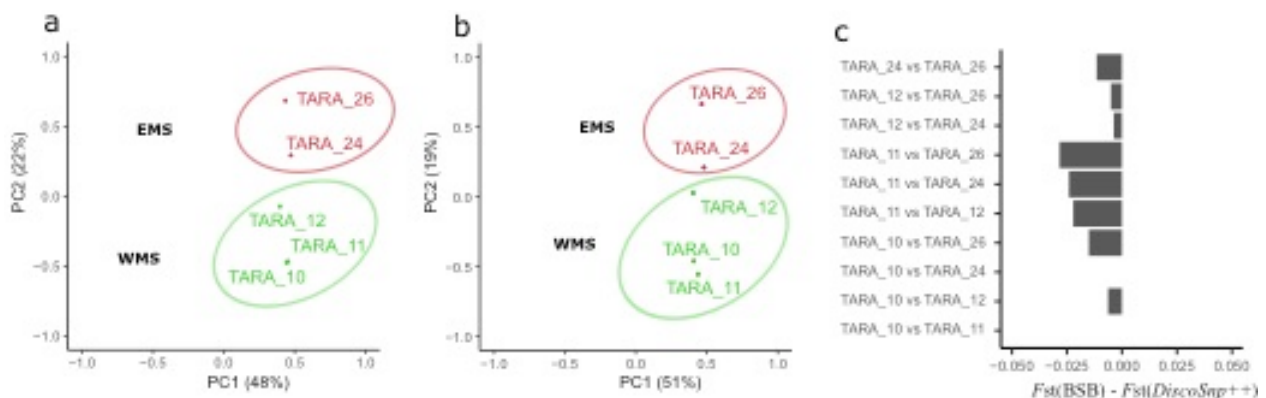 a
1.0
0.5
0.0
−0.5
−1.0
PC2 (22%)
EMS
WMS
TARA_26
TARA_24
TARA_12
TARA_11
TARA_10
−1.0 −0.5 0.0 0.5 1.0
PC1 (48%)
b
1.0
0.5
0.0
−0.5
−1.0
PC2 (19%)
EMS
WMS
TARA_26
TARA_24
TARA_12
TARA_10
TARA_11
−1.0 −0.5 0.0 0.5 1.0
PC1 (51%)
c
TARA_24 vs TARA_26
TARA_12 vs TARA_26
TARA_12 vs TARA_24
TARA_11 vs TARA_26
TARA_11 vs TARA_24
TARA_11 vs TARA_12
TARA_10 vs TARA_26
TARA_10 vs TARA_24
TARA_10 vs TARA_12
TARA_10 vs TARA_11
−0.050 −0.025 0.000 0.025 0.050
Fst(BSB) - Fst(DiscoSnp++)